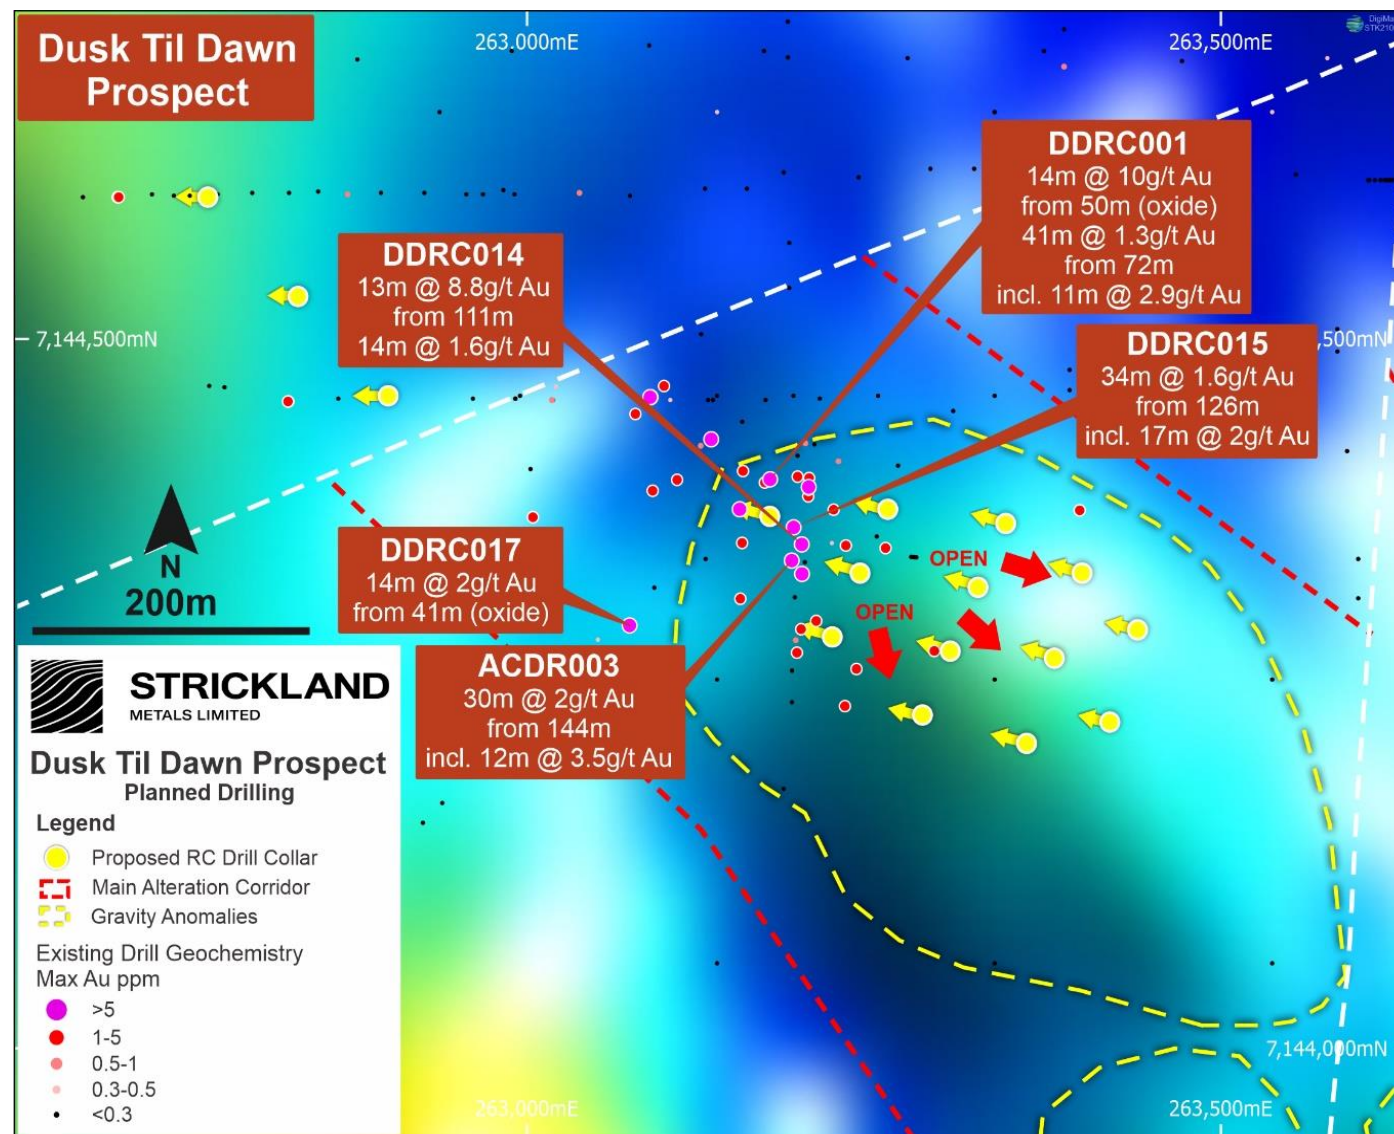 Dusk Til Dawn
Prospect
263,000mE
263,500mE
DigiMa
STK210
DDRC001
14m @ 10g/t Au
from 50m (oxide)
41m @ 1.3g/t Au
from 72m
incl. 11m @ 2.9g/t Au
DDRC014
13m @ 8.8g/t Au
from 111m
14m @ 1.6g/t Au
7,144,500mN
,500mN
DDRC015
34m @ 1.6g/t Au
from 126m
incl. 17m @ 2g/t Au
N
200m
DDRC017
14m @ 2g/t Au
from 41m (oxide)
OPEN
OPEN
ACDR003
30m @ 2g/t Au
from 144m
incl. 12m @ 3.5g/t Au
STRICKLAND
METALS LIMITED
Dusk Til Dawn Prospect
Planned Drilling
Legend
Proposed RC Drill Collar
Main Alteration Corridor
Gravity Anomalies
Existing Drill Geochemistry
Max Au ppm
>5
1-5
0.5-1
0.3-0.5
<0.3
7,144,000mN
263,000mE
263,500mE